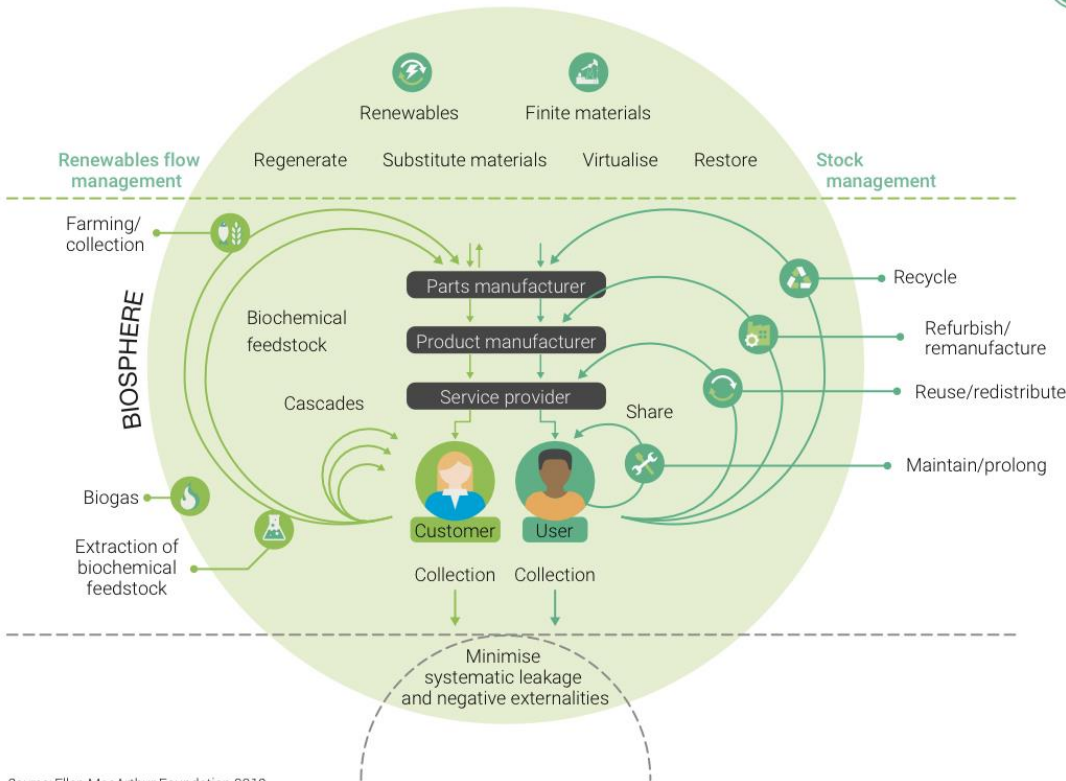 Renewables
Finite materials
Renewables flow
management
Regenerate
Substitute materials
Virtualise
Restore
Stock
management
Farming/
collection
Parts manufacturer
Recycle
BIOSPHERE
Biochemical
feedstock
Product manufacturer
Refurbish/
remanufacture
Cascades
Service provider
Share
Reuse/redistribute
Maintain/prolong
Biogas
Customer
User
Extraction of
biochemical
feedstock
Collection
Collection
Minimise
systematic leakage
and negative externalities